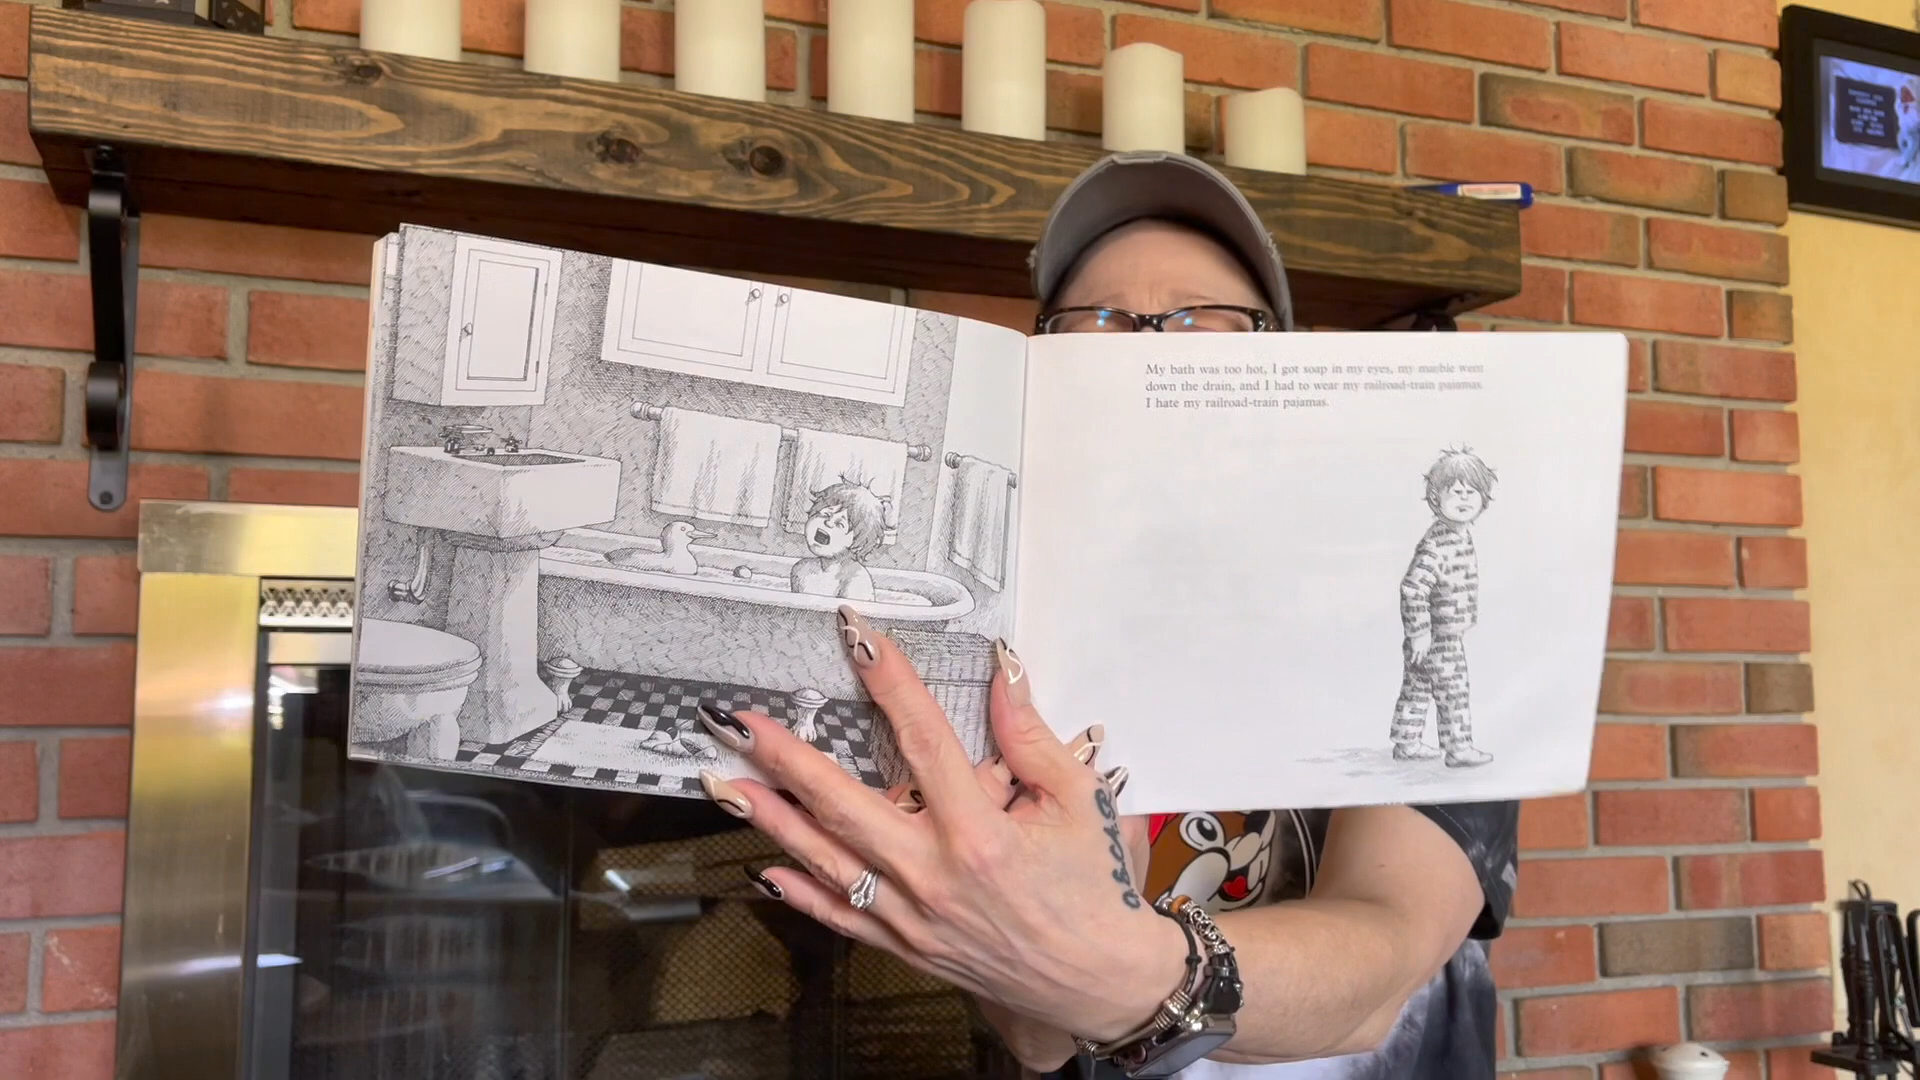 My bath was too hot, I got soap in my eyes, my marble went
down the drain, and I had to wear my railroad-train pajamas.
I hate my railroad-train pajamas.